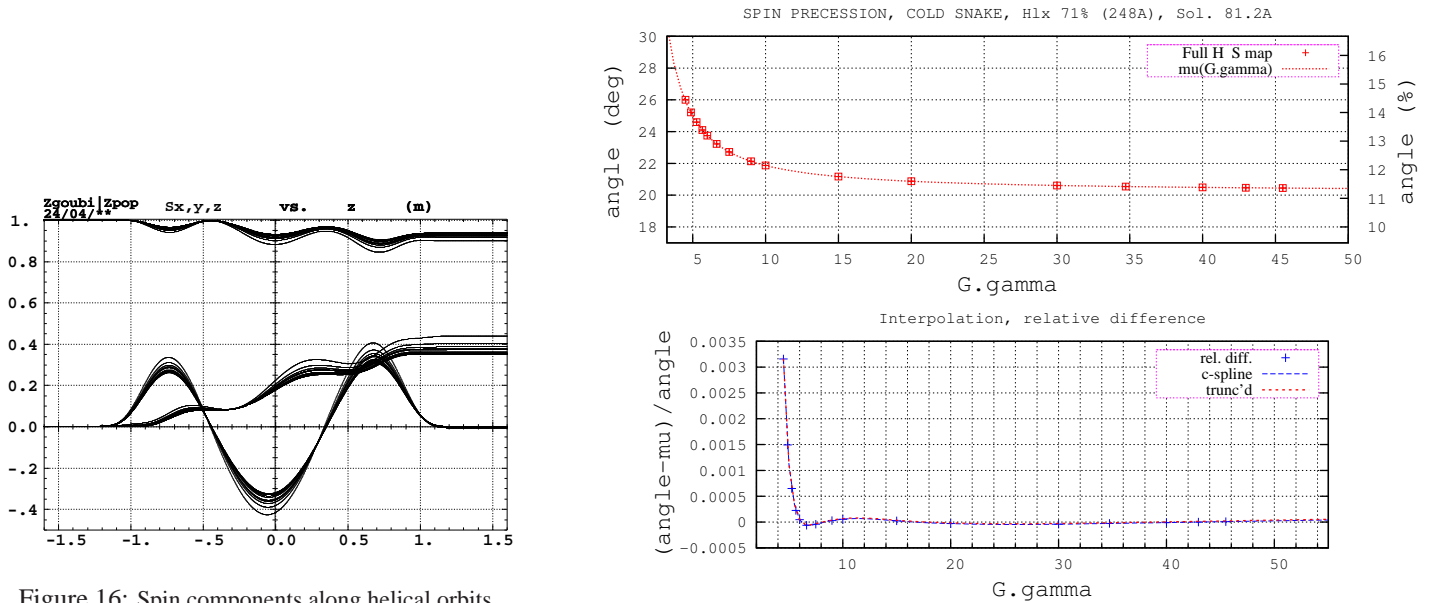 Zgoubi|Zpop
24/04/**
Sx,y,z vs. z (m)
1.
0.8
0.6
0.4
0.2
0.0
-.2
-.4
-1.5 -1. -.5 0.0 0.5 1. 1.5
Figure 16: Spin components along helical orbits
SPIN PRECESSION, COLD SNAKE, Hlx 71% (248A), Sol. 81.2A
angle (deg)
30
28
26
24
22
20
18
Full H S map
mu(G.gamma)
16
15
14
13
12
11
10
angle (%)
5 10 15 20 25 30 35 40 45 50
G.gamma
Interpolation, relative difference
(angle-mu)/angle
0.0035
0.003
0.0025
0.002
0.0015
0.001
0.0005
0
-0.0005
rel. diff.
c-spline
trunc'd
10 20 30 40 50
G.gamma